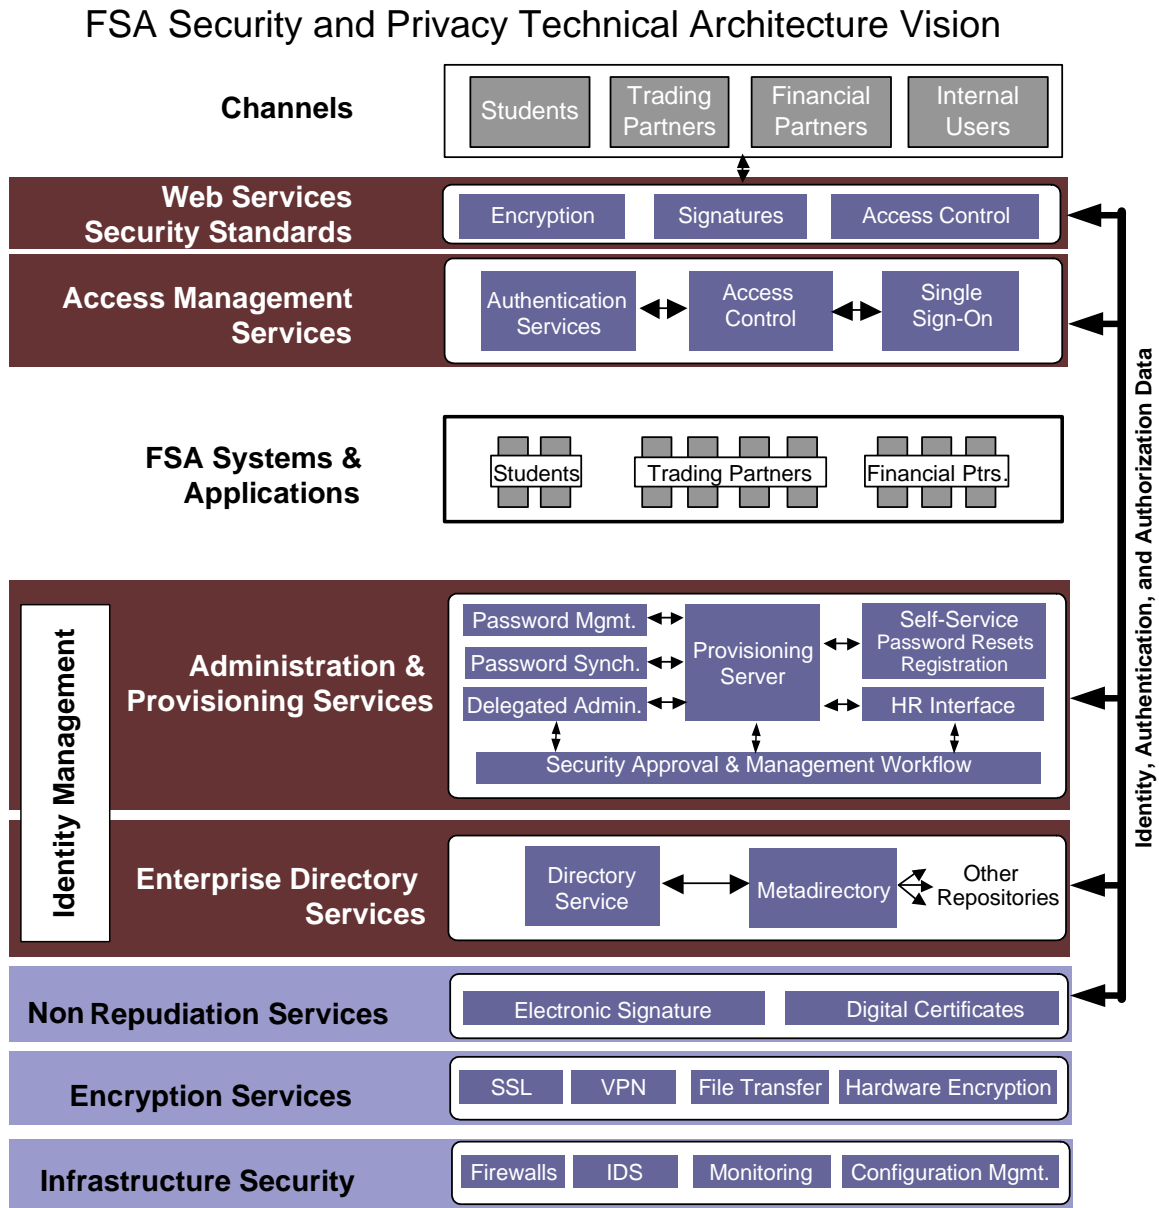 FSA Security and Privacy Technical Architecture Vision
Channels
Students
Trading
Partners
Financial
Partners
Internal
Users
Web Services
Security Standards
Encryption
Signatures
Access Control
Access Management
Services
Authentication
Services
Access
Control
Single
Sign-On
FSA Systems &
Applications
Students
Trading Partners
Financial Ptrs.
Identity, Authentication, and Authorization Data
Identity Management
Administration &
Provisioning Services
Password Mgmt.
Password Synch.
Delegated Admin.
Provisioning
Server
Self-Service
Password Resets
Registration
HR Interface
Security Approval & Management Workflow
Enterprise Directory
Services
Directory
Service
Metadirectory
Other
Repositories
Non Repudiation Services
Electronic Signature
Digital Certificates
Encryption Services
SSL
VPN
File Transfer
Hardware Encryption
Infrastructure Security
Firewalls
IDS
Monitoring
Configuration Mgmt.